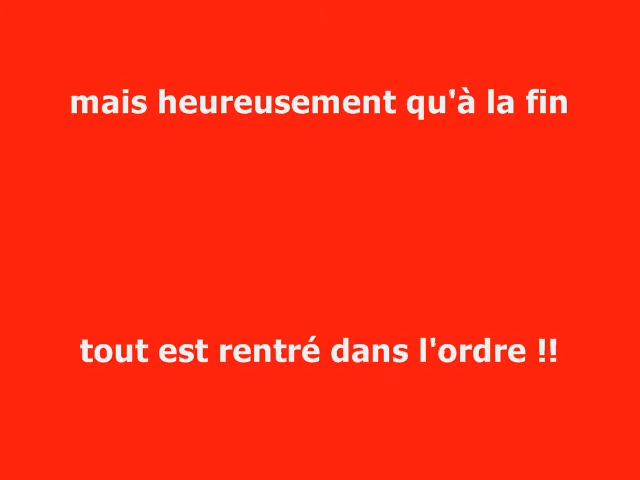 mais heureusement qu'à la fin
tout est rentré dans l'ordre !!